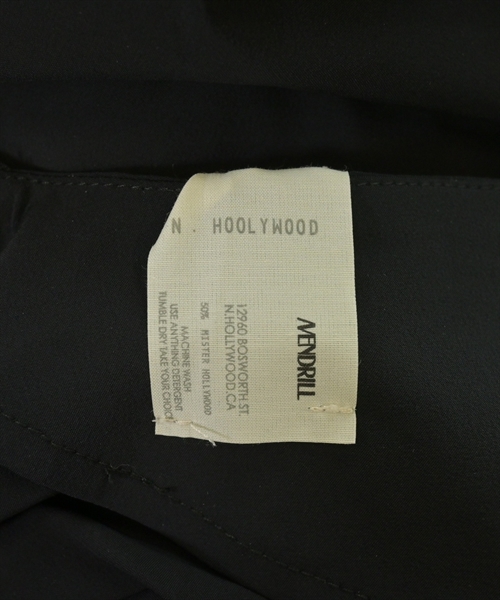 N. HOOLYWOOD
MENDRILL
12960 BOSWORTH.ST.
N.HOLLYWOOD.CA
50% MISTER HOLLYWOOD
MACHINE WASH
USE ANYTHING DETERGENT
TUMBLE DRY TAKE YOUR CHOICE